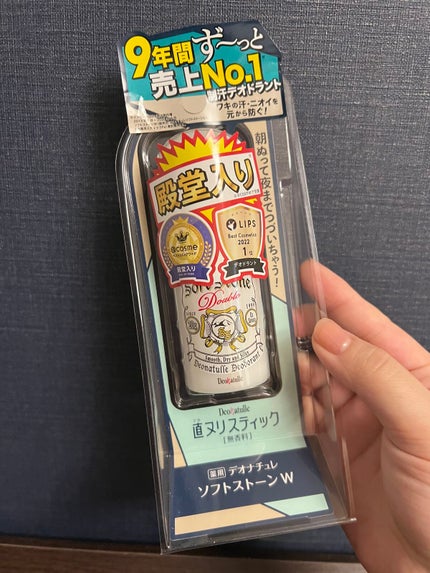 9年間ず〜っと
売上No.1
制汗デオドラント
ワキの汗・ニオイを
元から防ぐ!
朝ぬって夜までつづいちゃう!
殿堂入り
@cosme
殿堂入り
LIPS
Best Cosmetics
2022
1位
デオドラント
Soft Stone
Double
Smooth, Dry and Silky
Deonatulle Deodorant
Deonatulle
Deonatulle
直ヌリスティック
[無香料]
薬用 デオナチュレ
ソフトストーンW